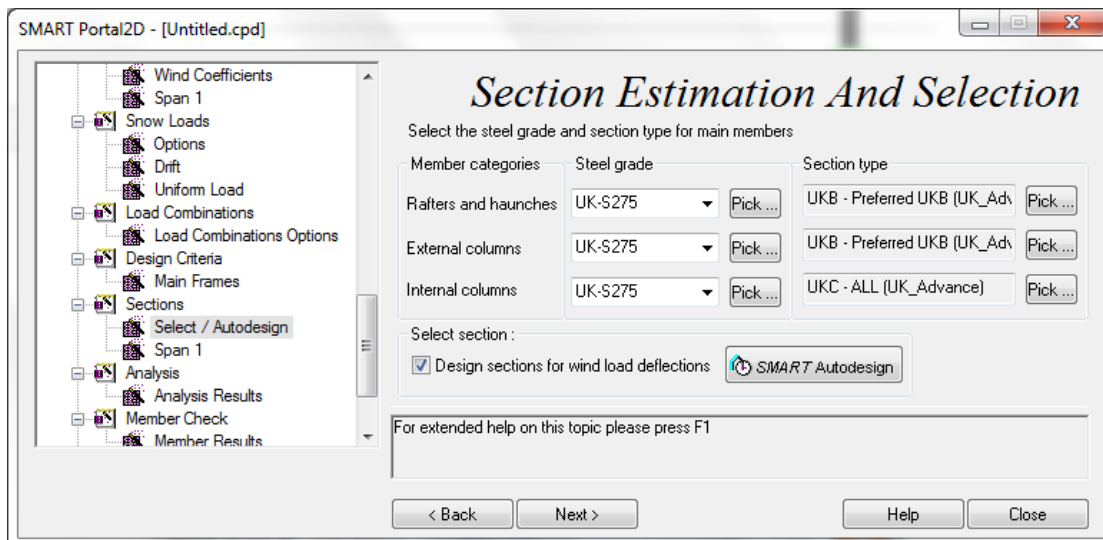 SMART Portal2D - [Untitled.cpd]
Wind Coefficients
Span 1
Snow Loads
Options
Drift
Uniform Load
Load Combinations
Load Combinations Options
Design Criteria
Main Frames
Sections
Select / Autodesign
Span 1
Analysis
Analysis Results
Member Check
Member Results
Section Estimation And Selection
Select the steel grade and section type for main members
Member categories Steel grade Section type
Rafters and haunches UK-S275 Pick ... UKB - Preferred UKB (UK_Adv Pick ...
External columns UK-S275 Pick ... UKB - Preferred UKB (UK_Adv Pick ...
Internal columns UK-S275 Pick ... UKC - ALL (UK_Advance) Pick ...
Select section :
Design sections for wind load deflections SMART Autodesign
For extended help on this topic please press F1
< Back Next > Help Close